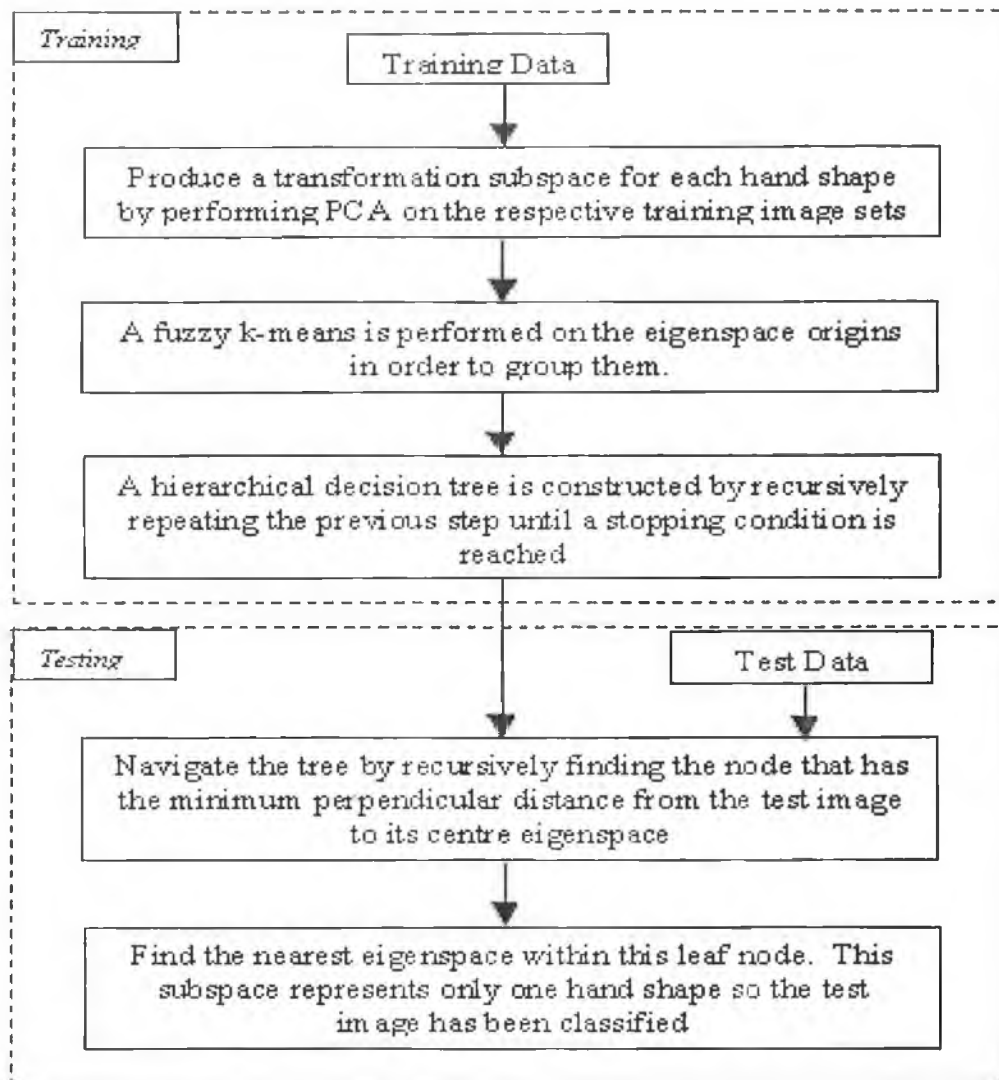 Training
Training Data
Produce a transformation subspace for each hand shape
by performing PCA on the respective training image sets
A fuzzy k-means is performed on the eigenspace origins
in order to group them.
A hierarchical decision tree is constructed by recursively
repeating the previous step until a stopping condition is
reached
Testing
Test Data
Navigate the tree by recursively finding the node that has
the minimum perpendicular distance from the test image
to its centre eigenspace
Find the nearest eigenspace within this leaf node. This
subspace represents only one hand shape so the test
image has been classified